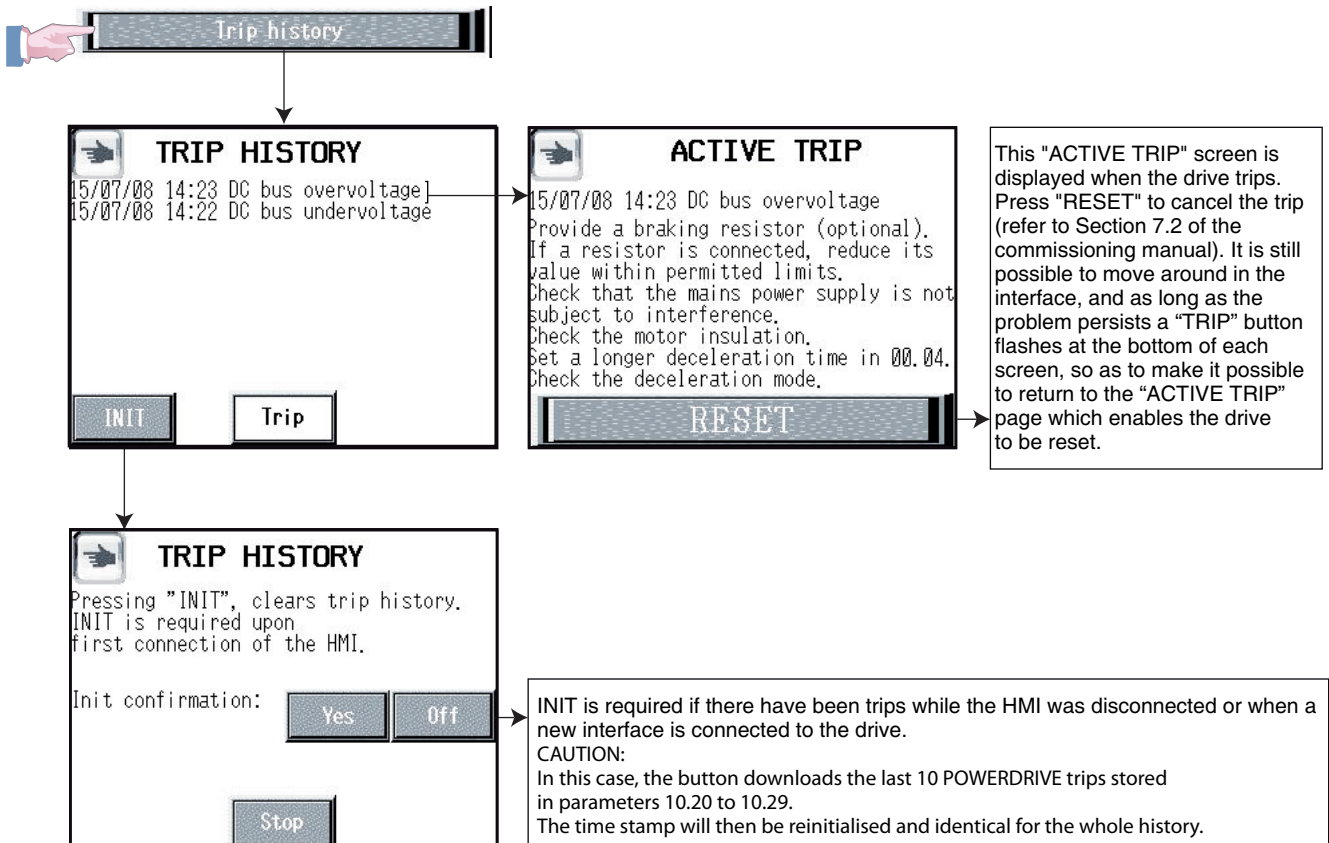 Trip history
TRIP HISTORY
15/07/08 14:23 DC bus overvoltage]
15/07/08 14:22 DC bus undervoltage
INIT
Trip
ACTIVE TRIP
15/07/08 14:23 DC bus overvoltage
Provide a braking resistor (optional).
If a resistor is connected, reduce its
value within permitted limits.
Check that the mains power supply is not
subject to interference.
Check the motor insulation.
Set a longer deceleration time in 00.04.
Check the deceleration mode.
RESET
This "ACTIVE TRIP" screen is
displayed when the drive trips.
Press "RESET" to cancel the trip
(refer to Section 7.2 of the
commissioning manual). It is still
possible to move around in the
interface, and as long as the
problem persists a “TRIP” button
flashes at the bottom of each
screen, so as to make it possible
to return to the “ACTIVE TRIP”
page which enables the drive
to be reset.
TRIP HISTORY
Pressing "INIT", clears trip history.
INIT is required upon
first connection of the HMI.
Init confirmation:
Yes
Off
Stop
INIT is required if there have been trips while the HMI was disconnected or when a
new interface is connected to the drive.
CAUTION:
In this case, the button downloads the last 10 POWERDRIVE trips stored
in parameters 10.20 to 10.29.
The time stamp will then be reinitialised and identical for the whole history.